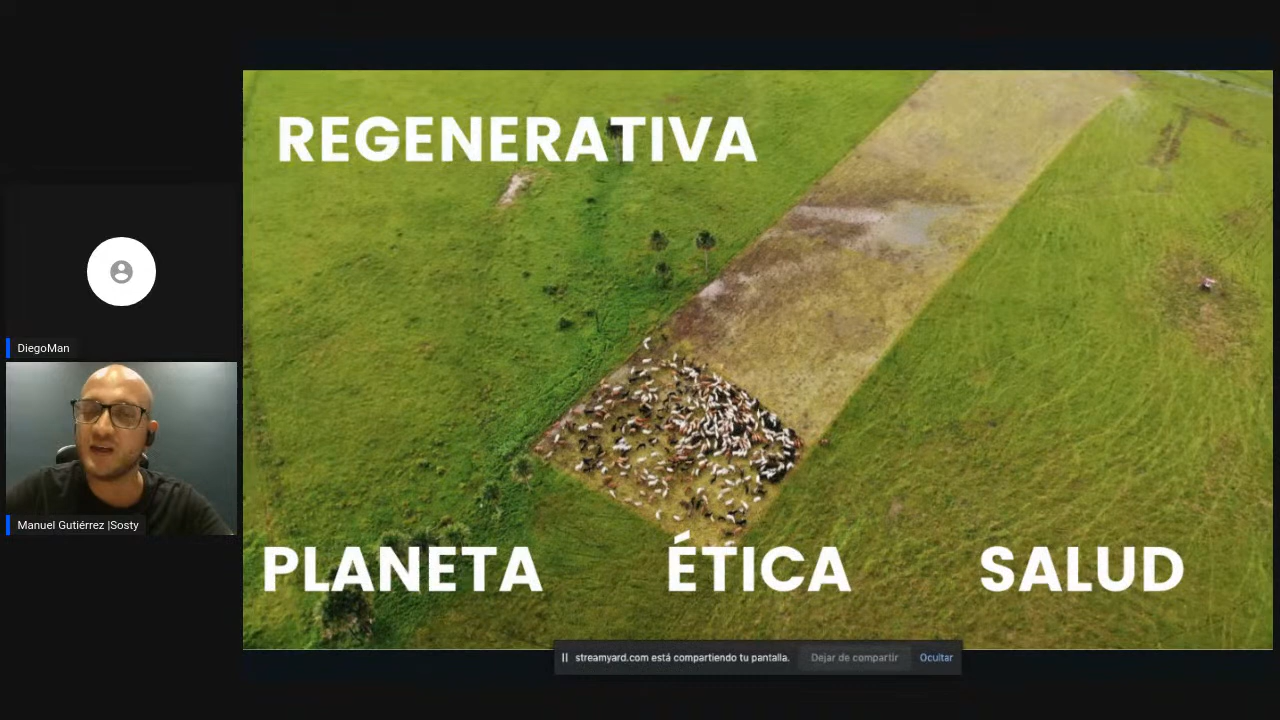 REGENERATIVA
DiegoMan
Manuel Gutiérrez |Sosty
PLANETA ÉTICA SALUD
streamyard.com está compartiendo tu pantalla. Dejar de compartir Ocultar